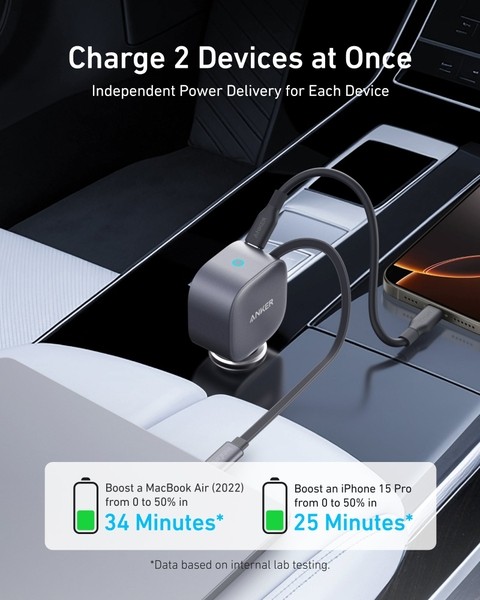 Charge 2 Devices at Once
Independent Power Delivery for Each Device
ANKER
Boost a MacBook Air (2022)
from 0 to 50% in
34 Minutes*
Boost an iPhone 15 Pro
from 0 to 50% in
25 Minutes*
*Data based on internal lab testing.